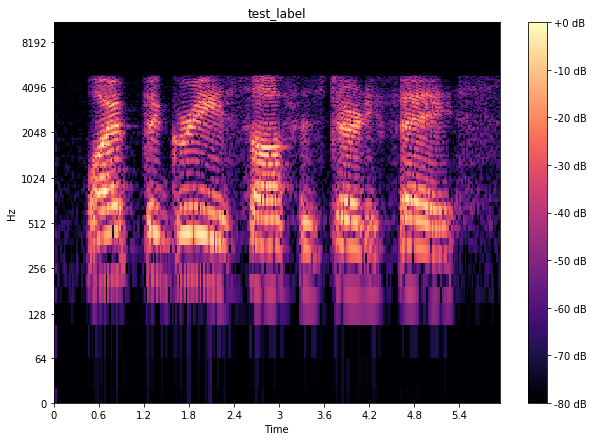 test_label
+0 dB
8192
-10 dB
4096
-20 dB
2048
-30 dB
1024
Hz
-40 dB
512
-50 dB
256
-60 dB
128
-70 dB
64
0
-80 dB
0 0.6 1.2 1.8 2.4 3 3.6 4.2 4.8 5.4
Time